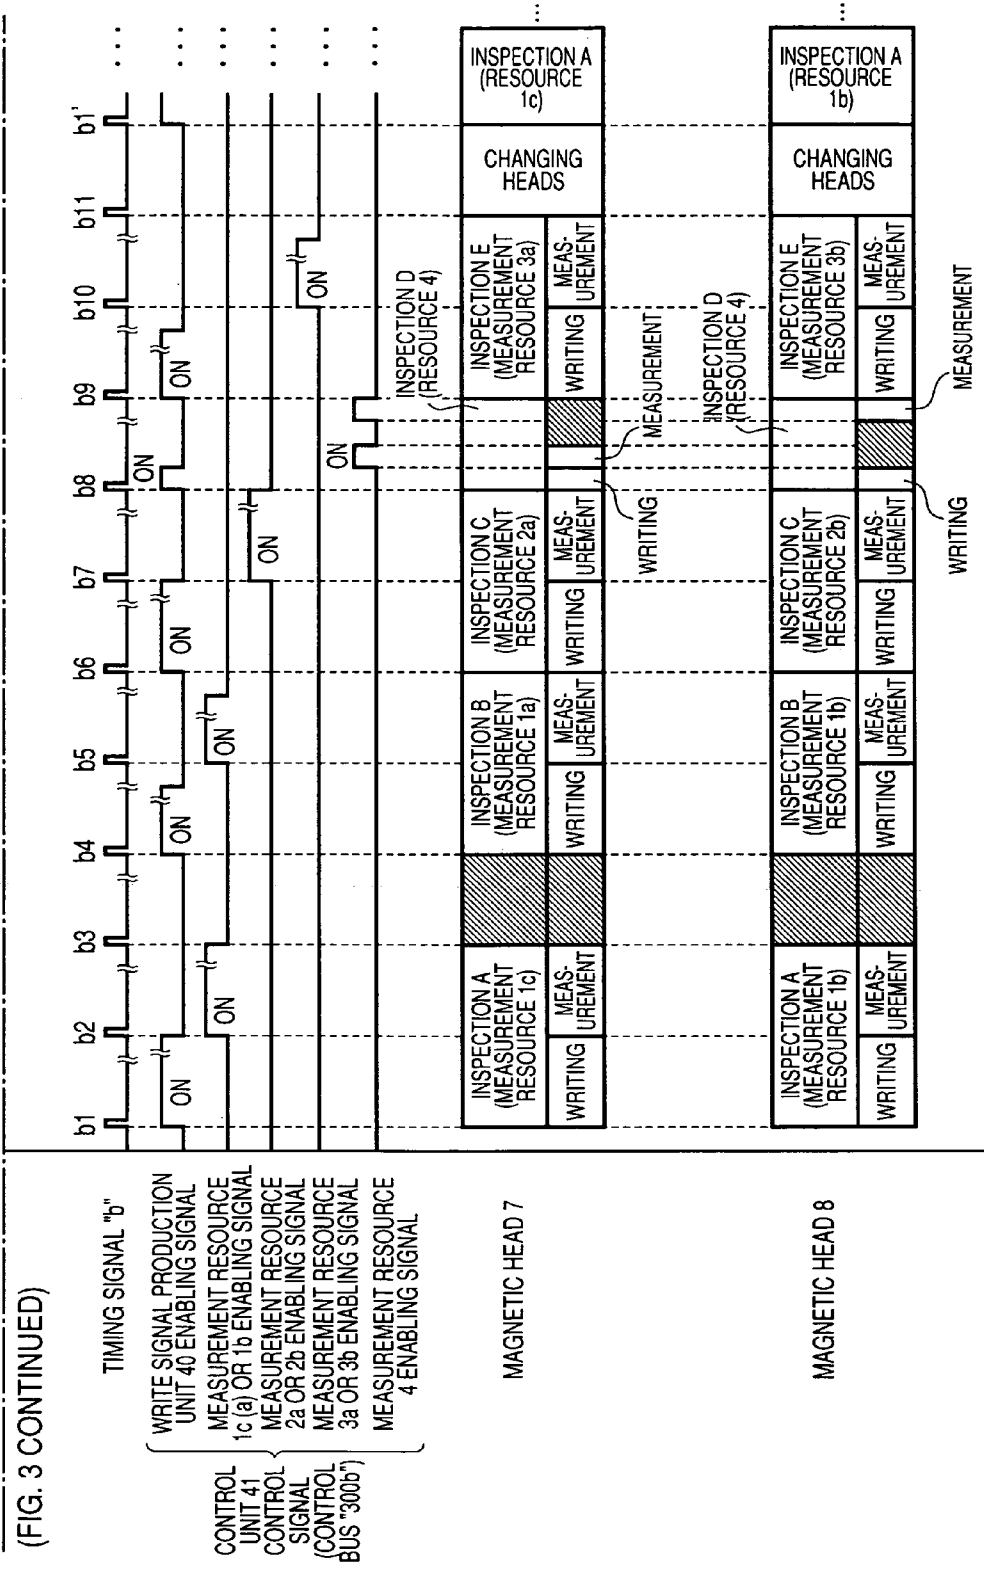 (FIG. 3 CONTINUED)
TIMING SIGNAL "b"
b1
b2
b3
b4
b5
b6
b7
b8
b9
b10
b11
b1'
...
CONTROL
UNIT 41
CONTROL
SIGNAL
(CONTROL
BUS "300b")
WRITE SIGNAL PRODUCTION
UNIT 40 ENABLING SIGNAL
ON
ON
ON
ON
ON
...
MEASUREMENT RESOURCE
1c (a) OR 1b ENABLING SIGNAL
ON
ON
...
MEASUREMENT RESOURCE
2a OR 2b ENABLING SIGNAL
ON
...
MEASUREMENT RESOURCE
3a OR 3b ENABLING SIGNAL
ON
...
MEASUREMENT RESOURCE
4 ENABLING SIGNAL
ON
...
MAGNETIC HEAD 7
INSPECTION A
(MEASUREMENT
RESOURCE 1c)
WRITING
MEAS-
UREMENT
INSPECTION B
(MEASUREMENT
RESOURCE 1a)
WRITING
MEAS-
UREMENT
INSPECTION C
(MEASUREMENT
RESOURCE 2a)
WRITING
MEAS-
UREMENT
INSPECTION D
(RESOURCE 4)
WRITING
MEASUREMENT
INSPECTION E
(MEASUREMENT
RESOURCE 3a)
WRITING
MEAS-
UREMENT
CHANGING
HEADS
INSPECTION A
(RESOURCE
1c)
...
MAGNETIC HEAD 8
INSPECTION A
(MEASUREMENT
RESOURCE 1b)
WRITING
MEAS-
UREMENT
INSPECTION B
(MEASUREMENT
RESOURCE 1b)
WRITING
MEAS-
UREMENT
INSPECTION C
(MEASUREMENT
RESOURCE 2b)
WRITING
MEAS-
UREMENT
INSPECTION D
(RESOURCE 4)
WRITING
MEASUREMENT
INSPECTION E
(MEASUREMENT
RESOURCE 3b)
WRITING
MEAS-
UREMENT
CHANGING
HEADS
INSPECTION A
(RESOURCE
1b)
...